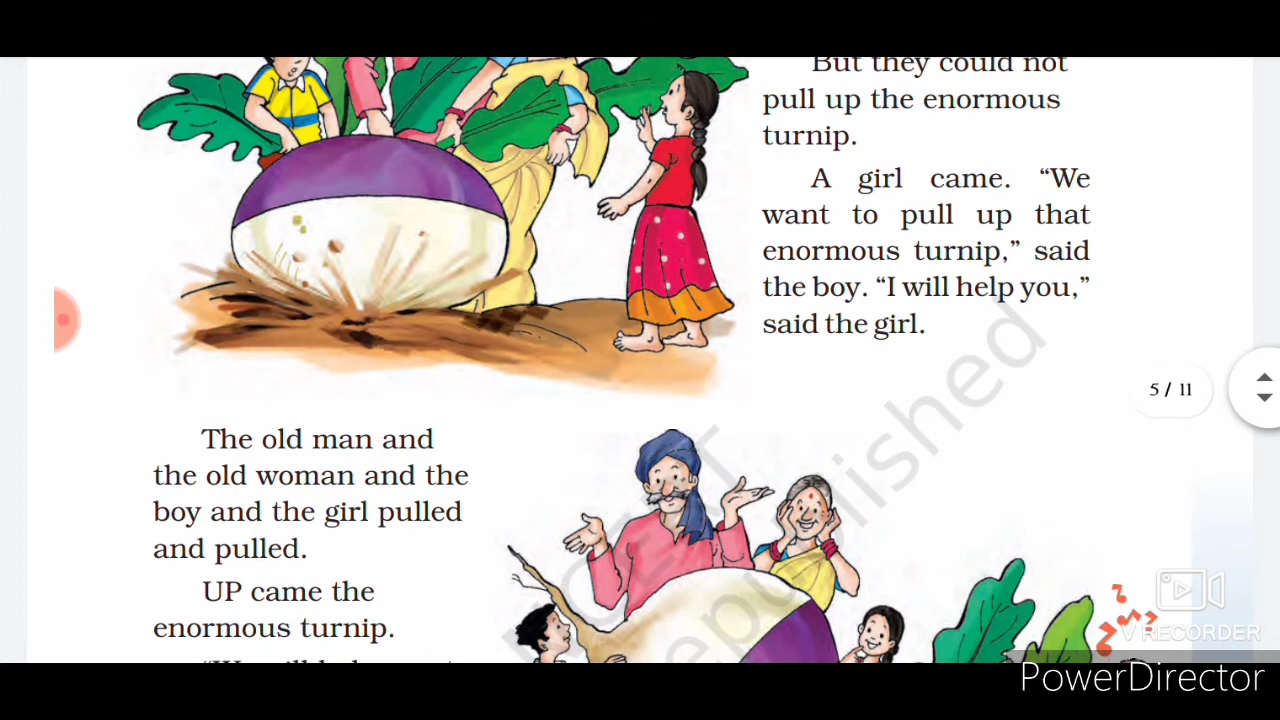 But they could not
pull up the enormous
turnip.
A girl came. “We
want to pull up that
enormous turnip,” said
the boy. “I will help you,”
said the girl.
5 / 11
The old man and
the old woman and the
boy and the girl pulled
and pulled.
UP came the
enormous turnip.
republished
VRECORDER
PowerDirector